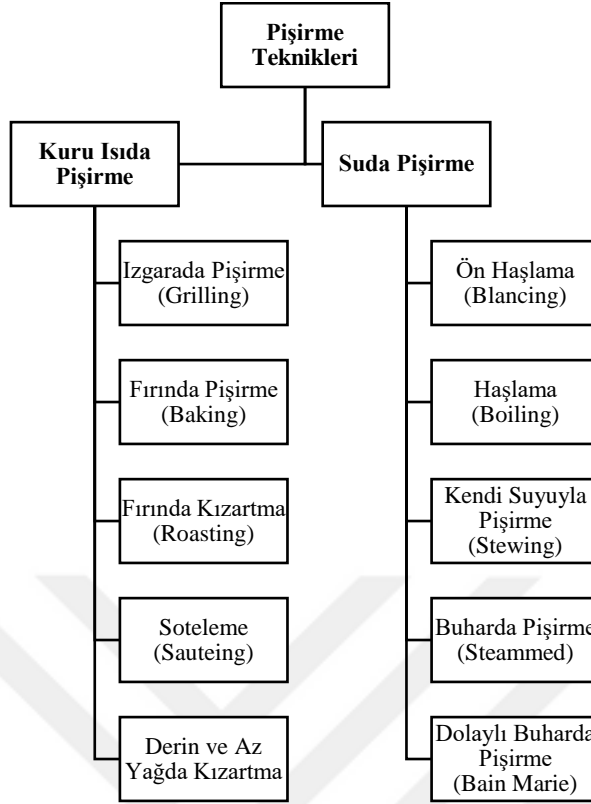 Pişirme
Teknikleri
Kuru Isıda
Pişirme
Izgarada Pişirme
(Grilling)
Fırında Pişirme
(Baking)
Fırında Kızartma
(Roasting)
Soteleme
(Sauteing)
Derin ve Az
Yağda Kızartma
Suda Pişirme
Ön Haşlama
(Blancing)
Haşlama
(Boiling)
Kendi Suyuyla
Pişirme
(Stewing)
Buharda Pişirme
(Steammed)
Dolaylı Buharda
Pişirme
(Bain Marie)